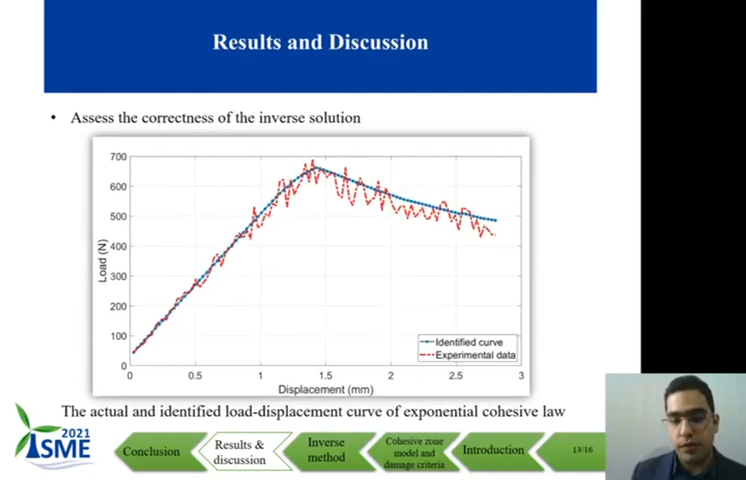 Results and Discussion
• Assess the correctness of the inverse solution
700
600
500
400
300
200
100
0
Load (N)
0 0.5 1 1.5 2 2.5 3
Displacement (mm)
Identified curve
Experimental data
The actual and identified load-displacement curve of exponential cohesive law
2021
ISME
Conclusion
Results &
discussion
Inverse
method
Cohesive zone
model and
damage criteria
Introduction
13/16